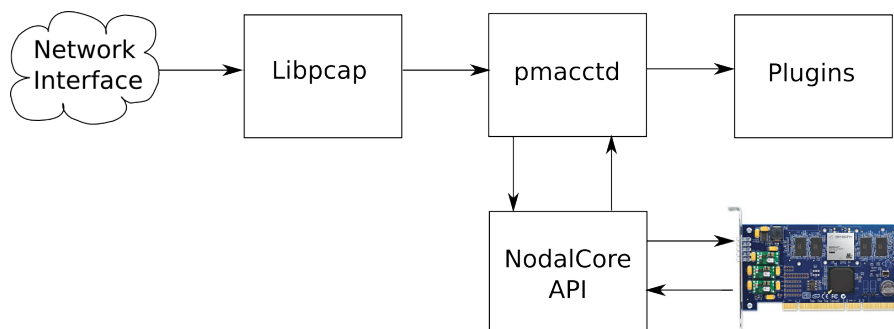 Network
Interface
Libpcap
pmacctd
Plugins
NodalCore
API